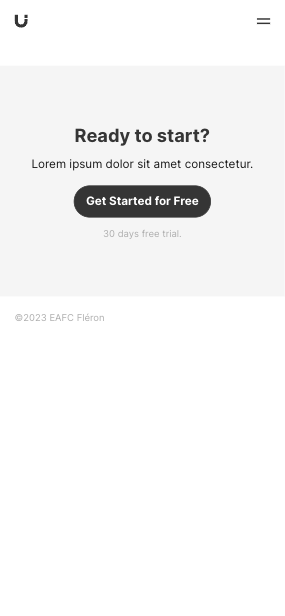 Ready to start?
Lorem ipsum dolor sit amet consectetur.
Get Started for Free
30 days free trial.
©2023 EAFC Fléron